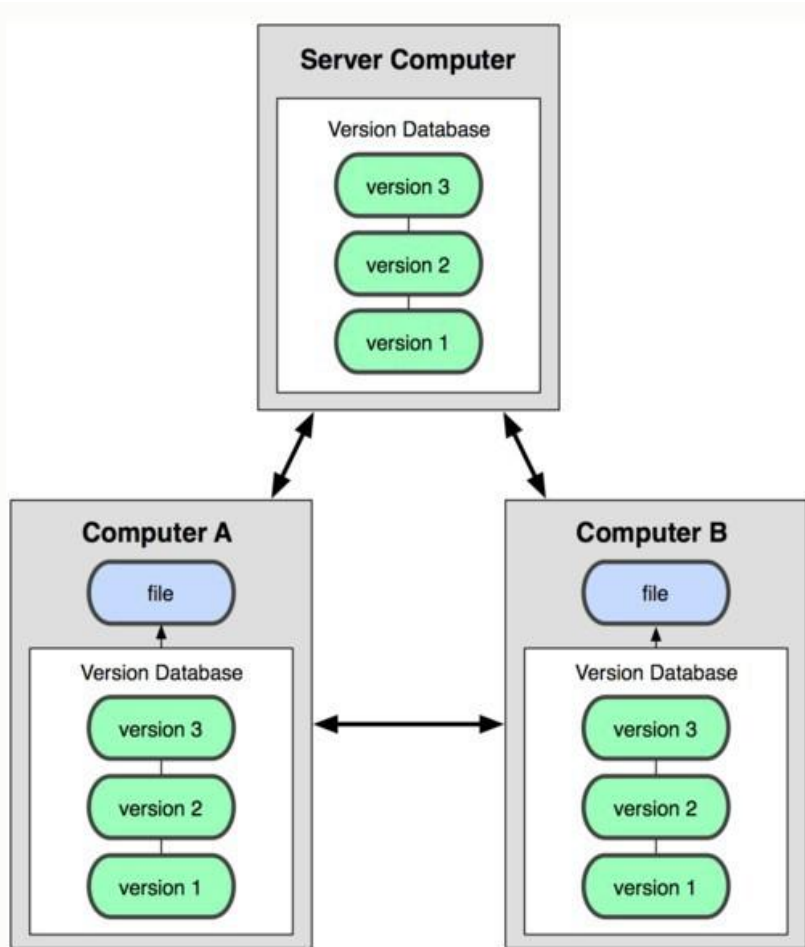 Server Computer
Version Database
version 3
version 2
version 1
Computer A
file
Version Database
version 3
version 2
version 1
Computer B
file
Version Database
version 3
version 2
version 1